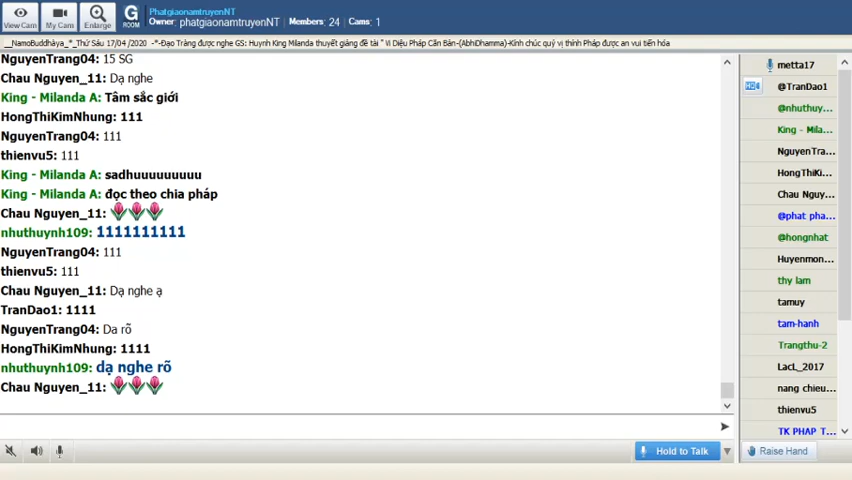 View Cam
My Cam
Enlarge
G
ROOM
PhatgiaonamtruyenNT
Owner: phatgiaonamtruyenNT Members: 24 Cams: 1
__NamoBuddhàya_*_Thứ Sáu 17/04 /2020 -*-Đạo Tràng được nghe GS: Huynh King Milanda thuyết giảng đề tài " Vi Diệu Pháp Căn Bản-(AbhDhamma)-Kính chúc quý vị thính Pháp được an vui tiến hóa
NguyenTrang04: 15 SG
Chau Nguyen_11: Dạ nghe
King - Milanda A: Tâm sắc giới
HongThiKimNhung: 111
NguyenTrang04: 111
thienvu5: 111
King - Milanda A: sadhuuuuuuuuu
King - Milanda A: đọc theo chia pháp
Chau Nguyen_11:
nhuthuynh109: 1111111111
NguyenTrang04: 111
thienvu5: 111
Chau Nguyen_11: Dạ nghe ạ
TranDao1: 1111
NguyenTrang04: Da rõ
HongThiKimNhung: 1111
nhuthuynh109: dạ nghe rõ
Chau Nguyen_11:
metta17
@TranDao1
@nhuthuy...
King - Mila...
NguyenTra...
HongThiKi...
Chau Nguy...
@phat pha...
@hongnhat
Huyenmon...
thy lam
tamuy
tam-hanh
Trangthu-2
LacL_2017
nang chieu...
thienvu5
TK PHAP T...
Hold to Talk
Raise Hand